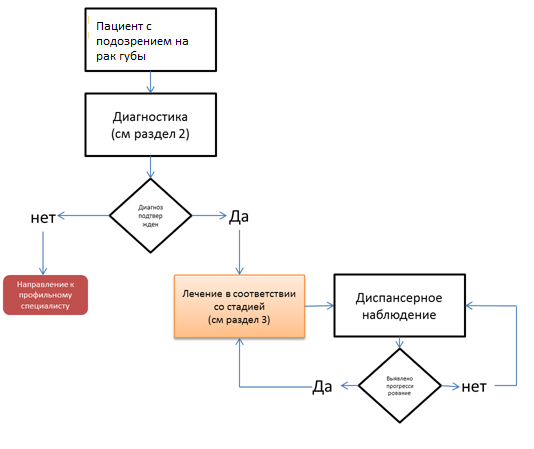 Пациент с
подозрением на
рак губы
Диагностика
(см раздел 2)
Диагноз
подтвер
жден
нет
Да
Направление к
профильному
специалисту
Лечение в соответствии
со стадией
(см раздел 3)
Диспансерное
наблюдение
Выявлено
прогресси
рование
Да
нет